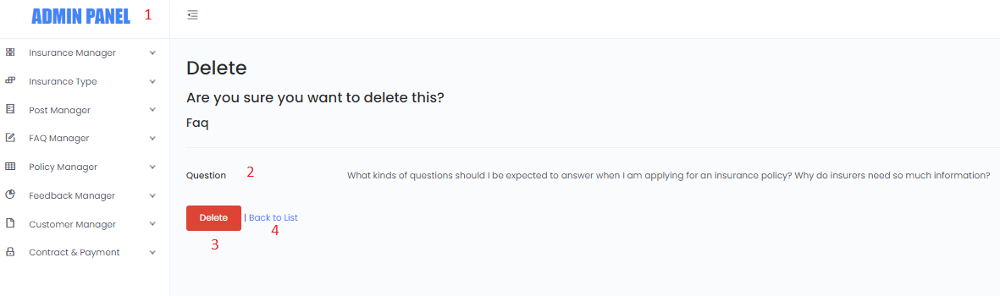 ADMIN PANEL 1
Insurance Manager
Insurance Type
Post Manager
FAQ Manager
Policy Manager
Feedback Manager
Customer Manager
Contract & Payment
Delete
Are you sure you want to delete this?
Faq
Question 2 What kinds of questions should I be expected to answer when I am applying for an insurance policy? Why do insurers need so much information?
Delete | Back to List
3 4